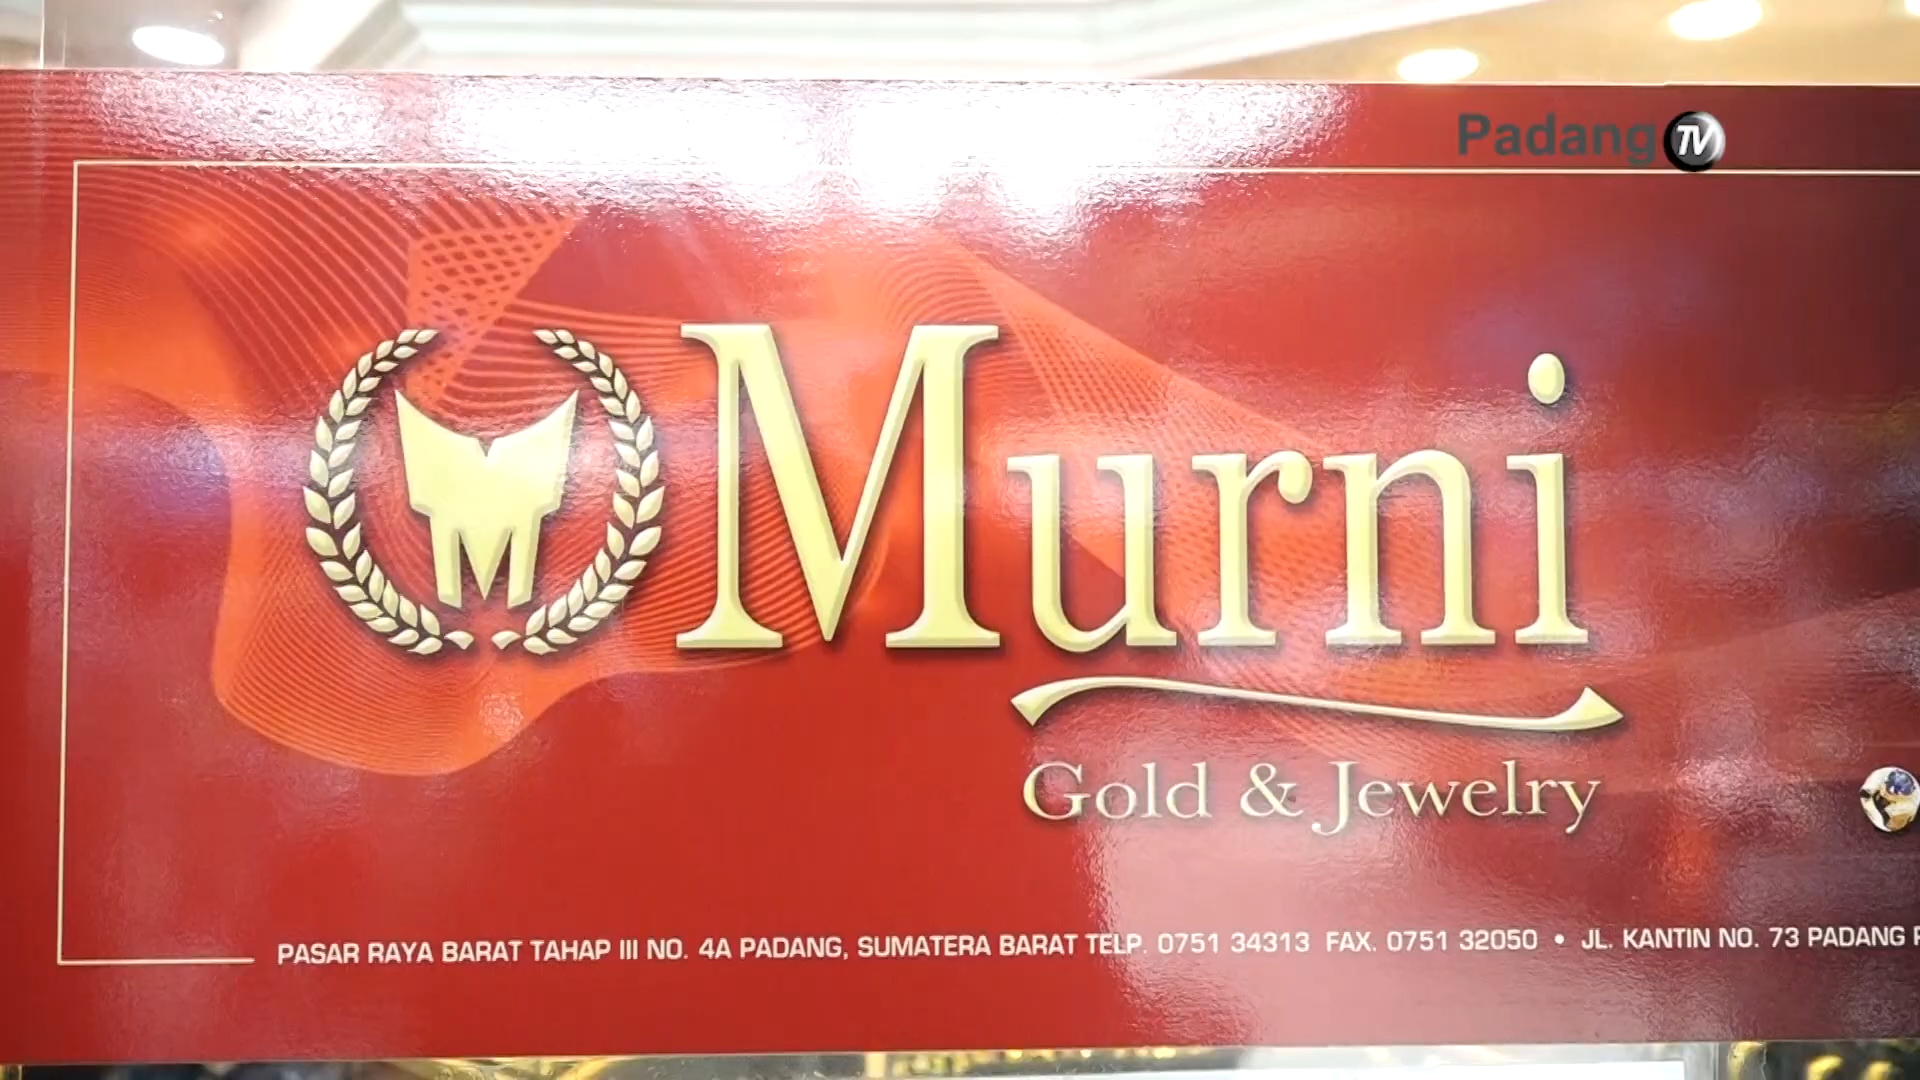 Padang TV
Murni
Gold & Jewelry
PASAR RAYA BARAT TAHAP III NO. 4A PADANG, SUMATERA BARAT TELP. 0751 34313 FAX. 0751 32050 • JL. KANTIN NO. 73 PADANG